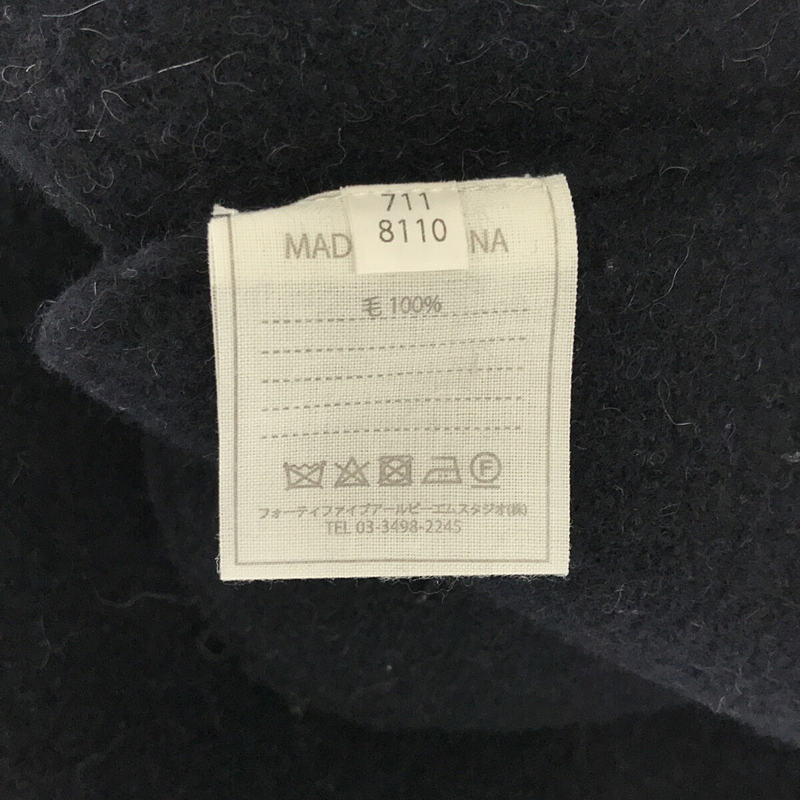 711
8110
MAD NA
毛 100%
フォーティファイブアールピーエムスタジオ(株)
TEL 03-3498-2245